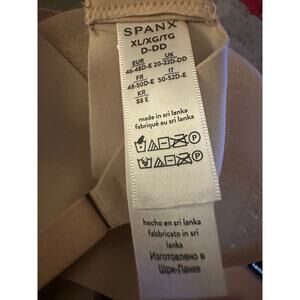 SPANX
XL/XG/TG
D-DD
EUR UK
46-48D-E 20-22D-DD
FR IT
48-50D-E 50-52D-E
KR
88 E
made in sri lanka
fabriqué au sri lanka
hecho en sri lanka
fabbricato in sri
lanka
Изготовлено в
Шри-Ланке